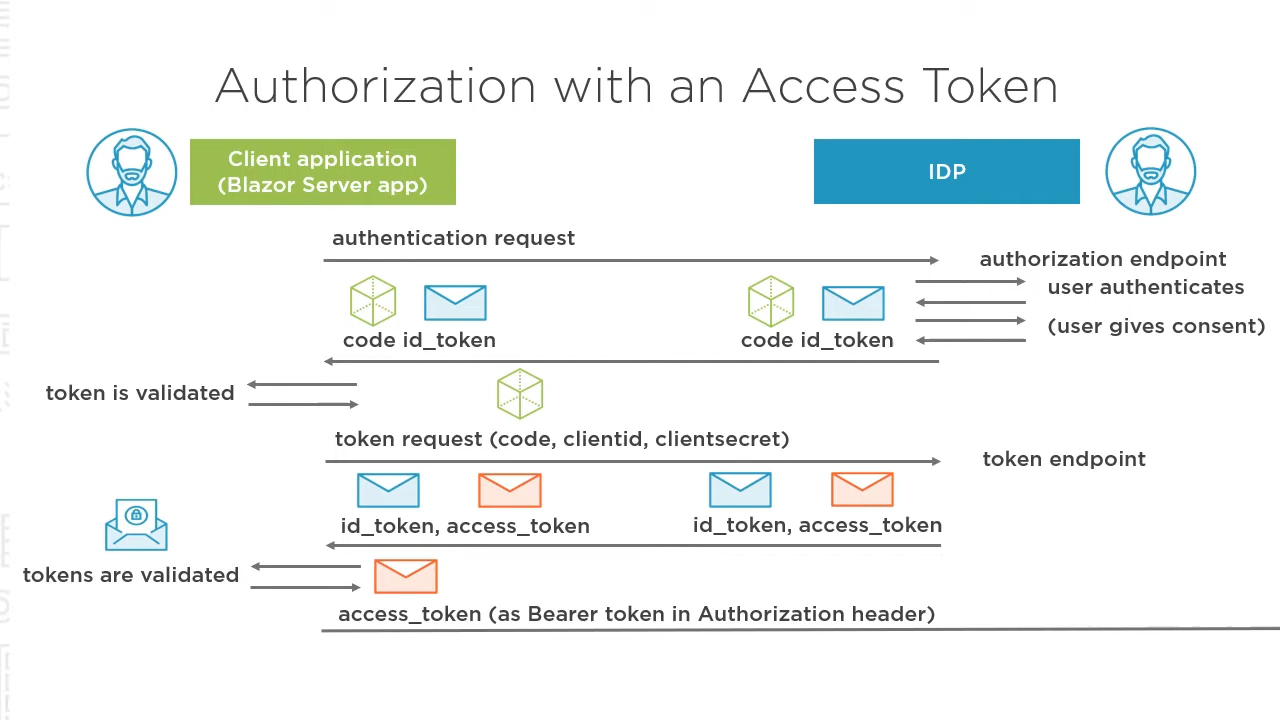 Authorization with an Access Token
Client application
(Blazor Server app)
IDP
authentication request
authorization endpoint
user authenticates
(user gives consent)
code id_token
code id_token
token is validated
token request (code, clientid, clientsecret)
token endpoint
id_token, access_token
id_token, access_token
tokens are validated
access_token (as Bearer token in Authorization header)